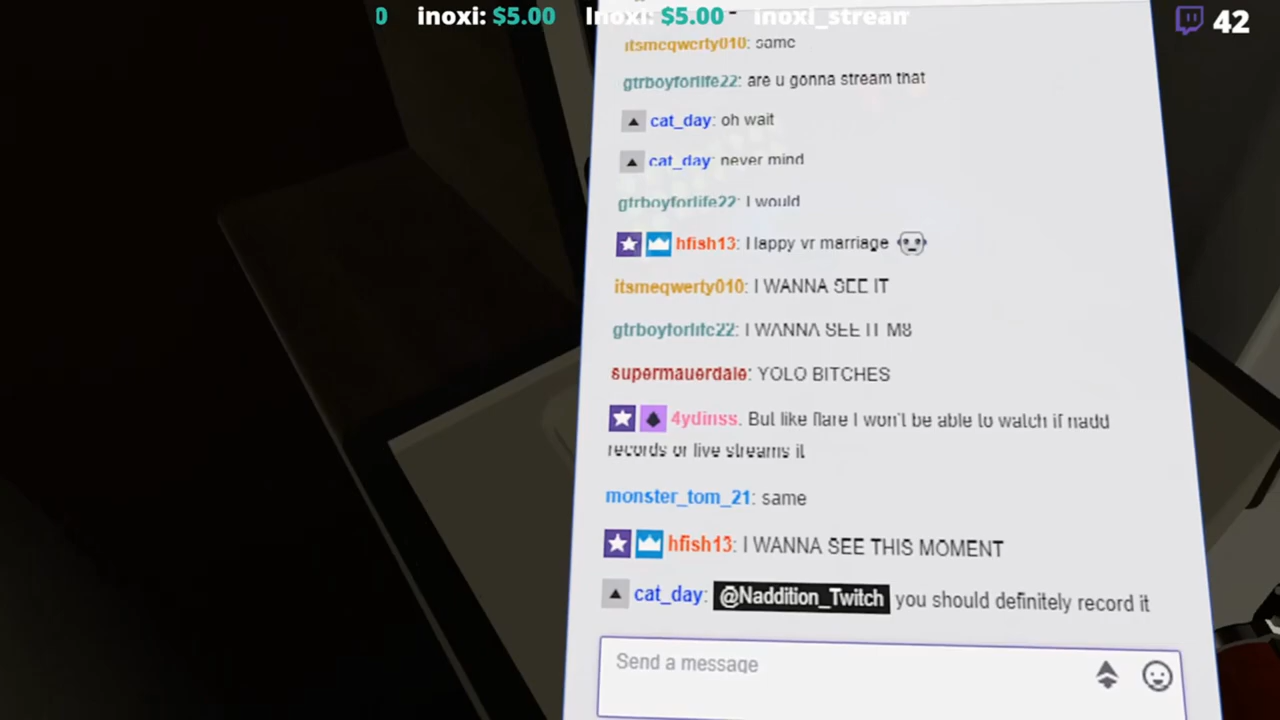 0 inoxi: $5.00 Inoxi: $5.00 - inoxi_stream
42
itsmeqwerty010: same
gtrboyforlife22: are u gonna stream that
cat_day: oh wait
cat_day: never mind
gtrboyforlife22: I would
hfish13: Happy vr marriage
itsmeqwerty010: I WANNA SEE IT
gtrboyforlife22: I WANNA SEE IT M8
supermauerdale: YOLO BITCHES
4ydinss: But like flare I won't be able to watch if nadd
records or live streams it
monster_tom_21: same
hfish13: I WANNA SEE THIS MOMENT
cat_day: @Naddition_Twitch you should definitely record it
Send a message